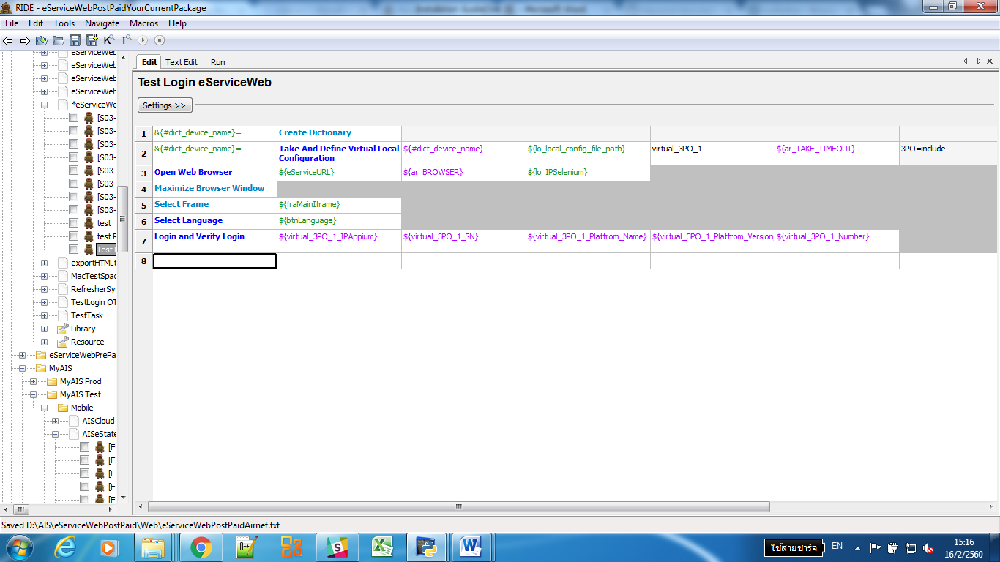 RIDE - eServiceWebPostPaidYourCurrentPackage
File Edit Tools Navigate Macros Help
Edit Text Edit Run
Test Login eServiceWeb
Settings >>
1 &{#dict_device_name}= Create Dictionary
2 &{#dict_device_name}= Take And Define Virtual Local Configuration ${#dict_device_name} ${lo_local_config_file_path} virtual_3PO_1 ${ar_TAKE_TIMEOUT} 3PO=include
3 Open Web Browser ${eServiceURL} ${ar_BROWSER} ${lo_IPSelenium}
4 Maximize Browser Window
5 Select Frame ${fraMainIframe}
6 Select Language ${btnLanguage}
7 Login and Verify Login ${virtual_3PO_1_IPAppium} ${virtual_3PO_1_SN} ${virtual_3PO_1_Platfrom_Name} ${virtual_3PO_1_Platfrom_Version ${virtual_3PO_1_Number}
8
eServiceWeb
eServiceWeb
eServiceWeb
eServiceWeb
*eServiceWe
[S03-
[S03-
[S03-
[S03-
[S03-
[S03-
[S03-
[S03-
test
test R
Test L
exportHTMLt
MacTestSpac
RefresherSys
TestLogin OT
TestTask
Library
Resource
eServiceWebPrePai
MyAIS
MyAIS Prod
MyAIS Test
Mobile
AISCloud
AISeState
[F
[F
[F
[F
[F
Saved D:\AIS\eServiceWebPostPaid\Web\eServiceWebPostPaidAirnet.txt
ใช้สายชาร์จ
EN
15:16
16/2/2560